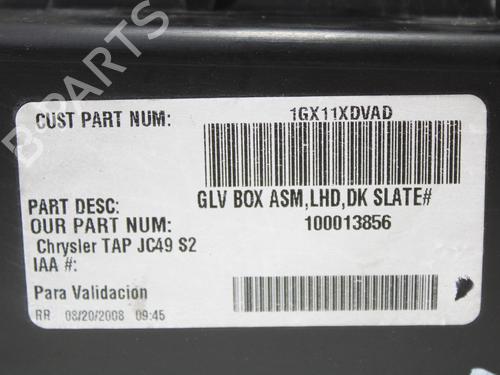 CUST PART NUM: 1GX11XDVAD
PART DESC: GLV BOX ASM,LHD,DK SLATE#
OUR PART NUM: 100013856
Chrysler TAP JC49 S2
IAA #:
Para Validacion
RR 08/20/2008 09:45
B-PARTS